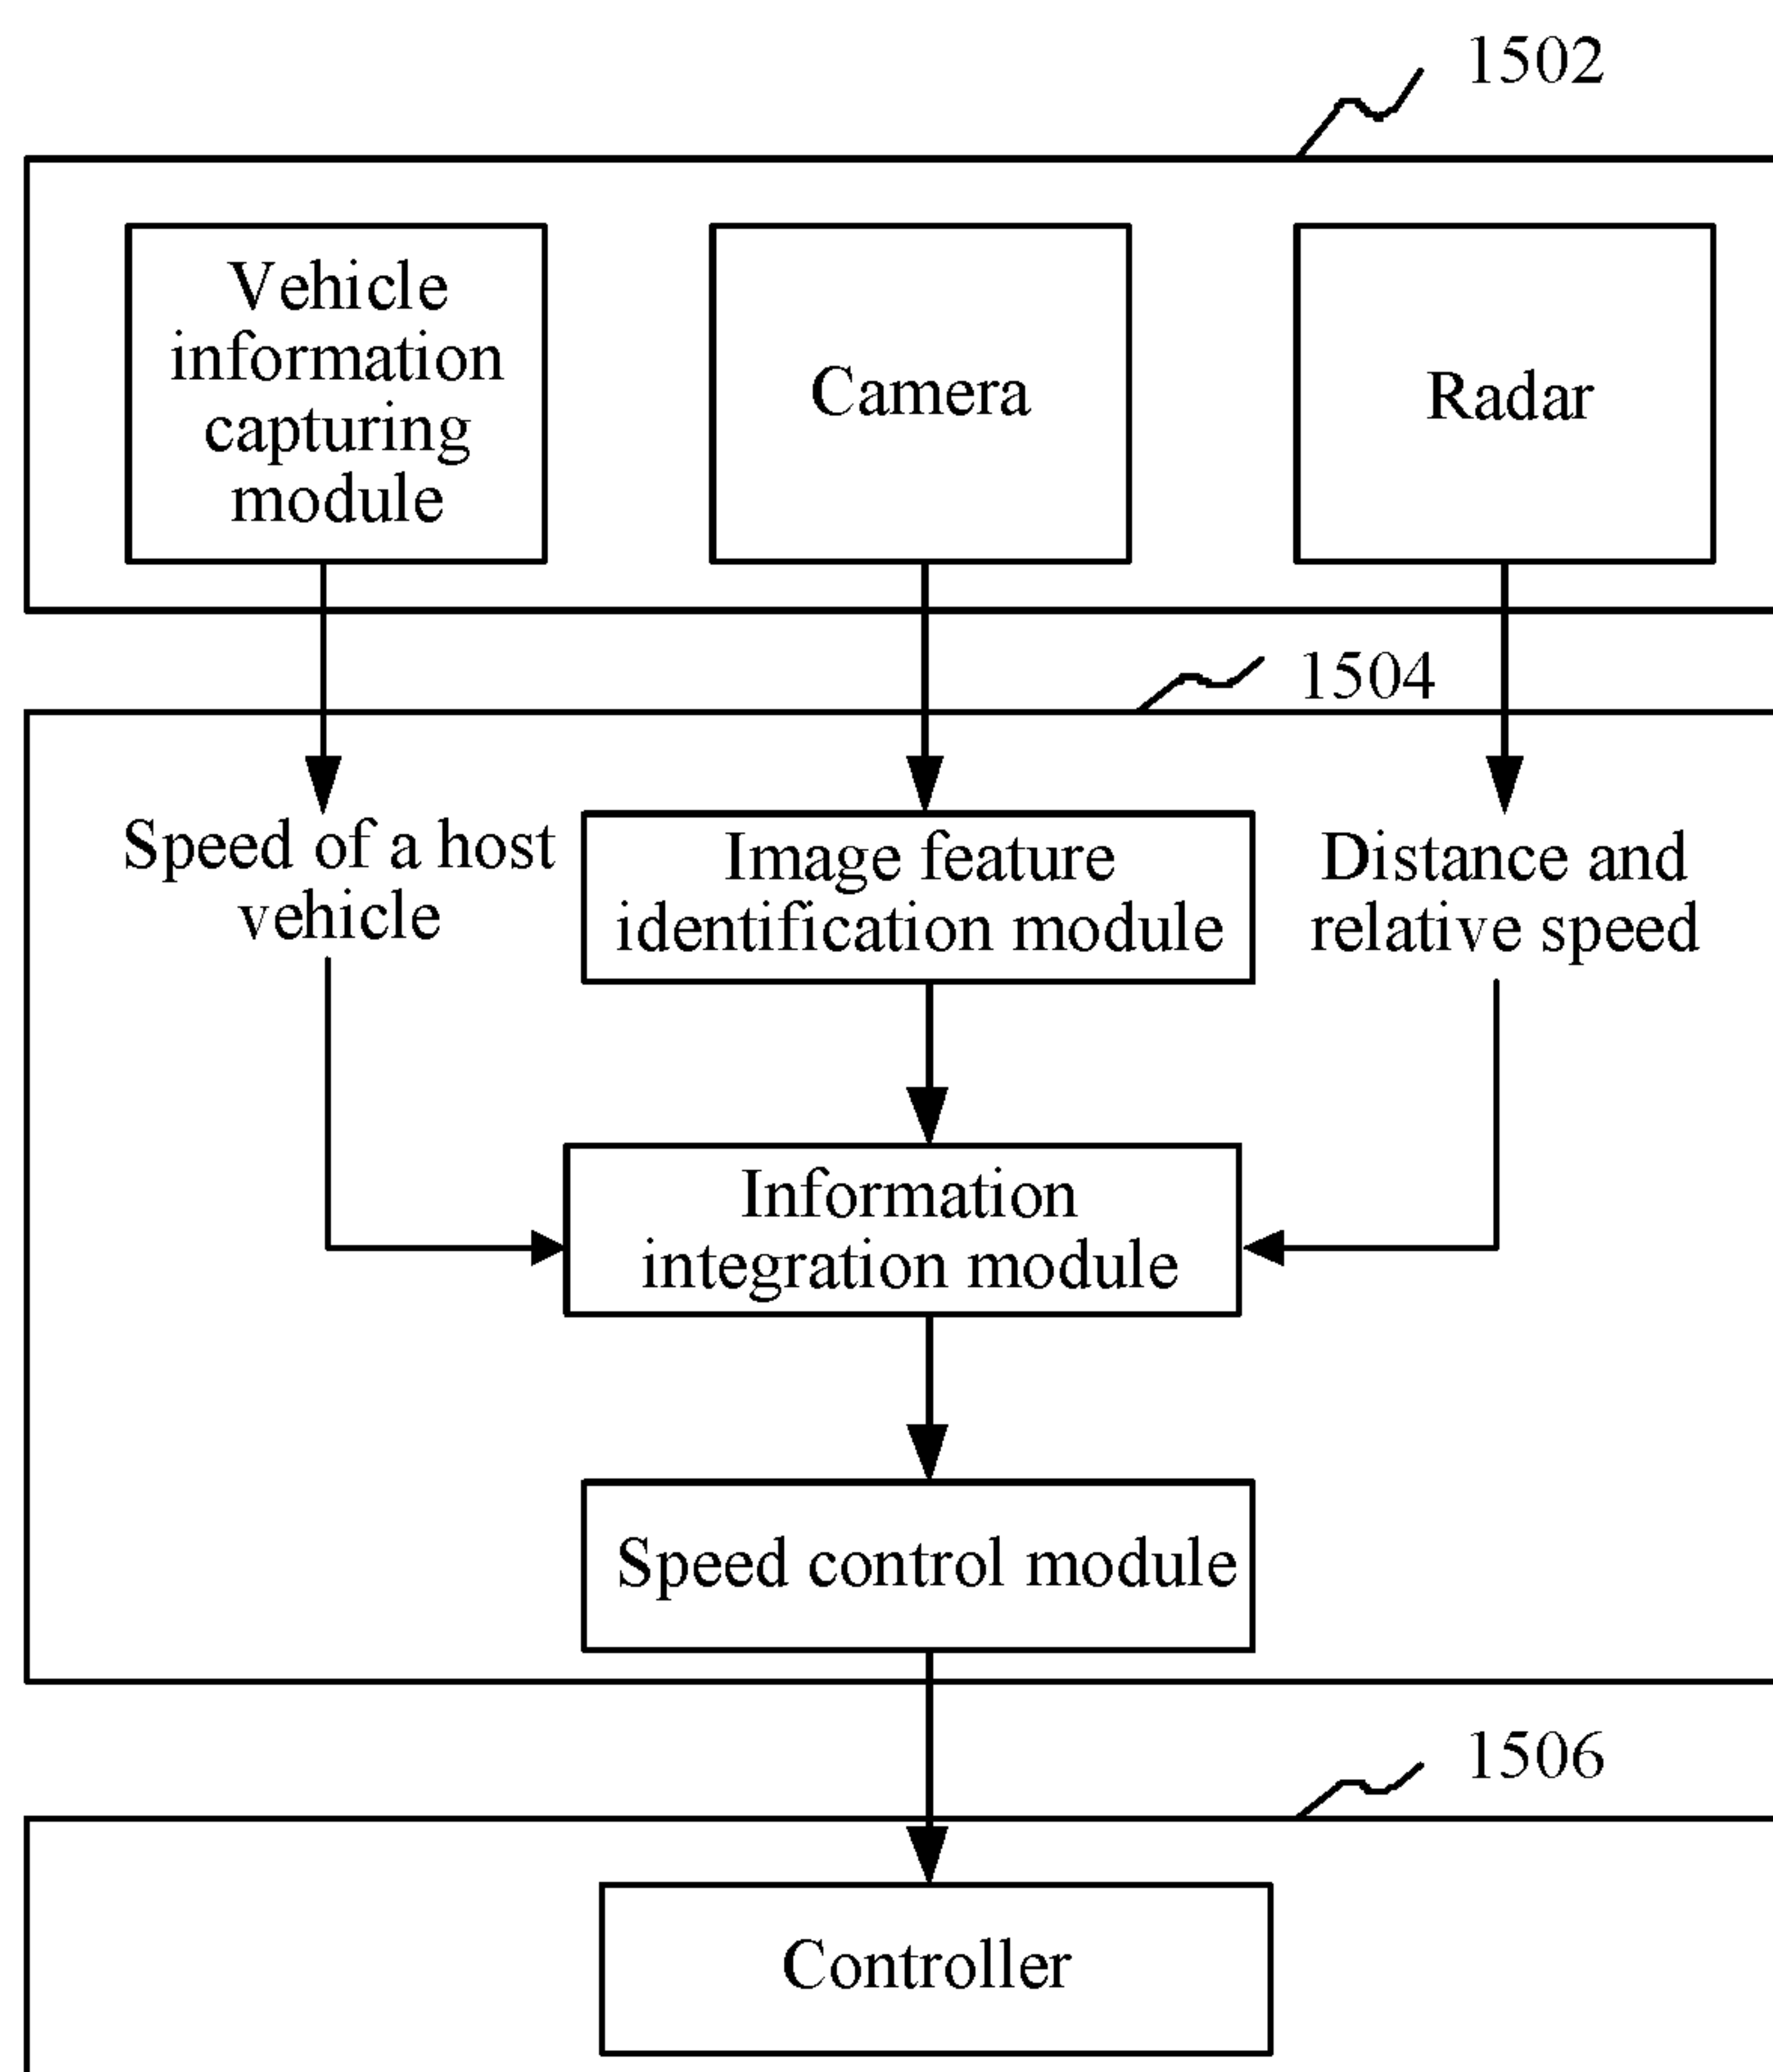 1502
Vehicle
information
capturing
module
Camera
Radar
1504
Speed of a host
vehicle
Image feature
identification module
Distance and
relative speed
Information
integration module
Speed control module
1506
Controller